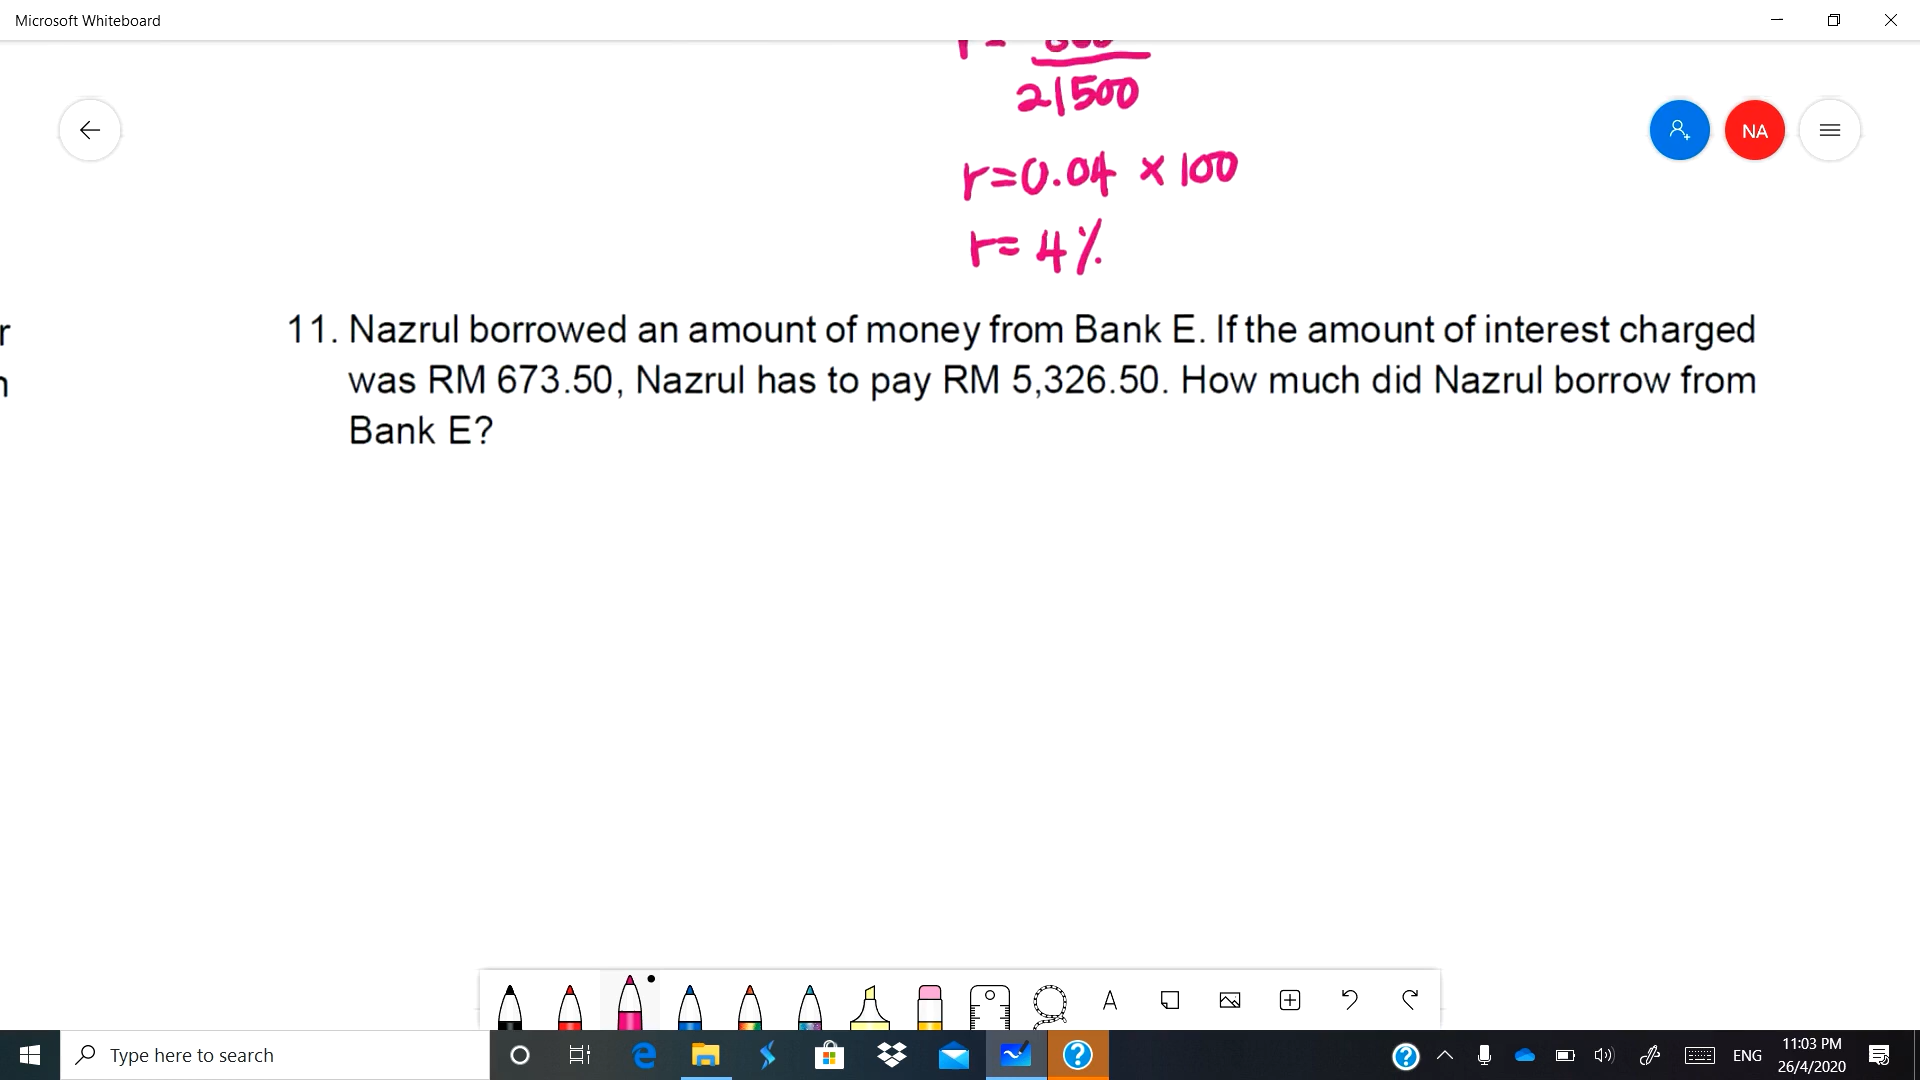 Microsoft Whiteboard
r =
21500
NA
r=0.04 × 100
r= 4%
r
11. Nazrul borrowed an amount of money from Bank E. If the amount of interest charged
n
was RM 673.50, Nazrul has to pay RM 5,326.50. How much did Nazrul borrow from
Bank E?
A
Type here to search
ENG
11:03 PM
26/4/2020